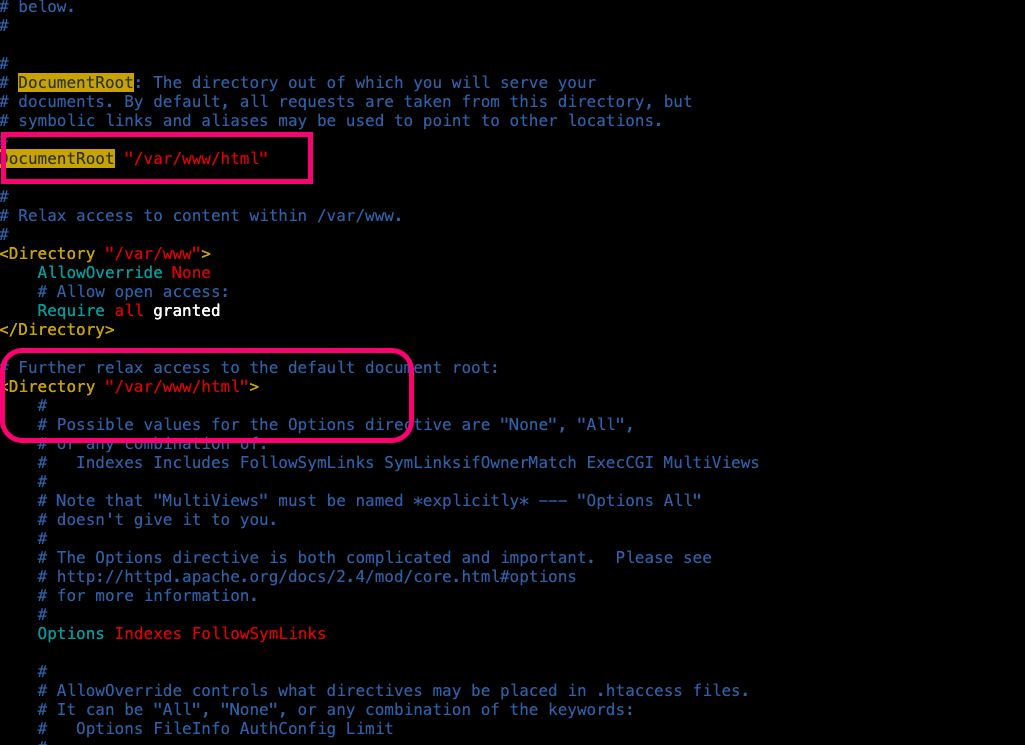 # below.
#
#
# DocumentRoot: The directory out of which you will serve your
# documents. By default, all requests are taken from this directory, but
# symbolic links and aliases may be used to point to other locations.
#
DocumentRoot "/var/www/html"
#
# Relax access to content within /var/www.
#
<Directory "/var/www">
    AllowOverride None
    # Allow open access:
    Require all granted
</Directory>
# Further relax access to the default document root:
<Directory "/var/www/html">
    #
    # Possible values for the Options directive are "None", "All",
    # or any combination of:
    #   Indexes Includes FollowSymLinks SymLinksifOwnerMatch ExecCGI MultiViews
    #
    # Note that "MultiViews" must be named *explicitly* --- "Options All"
    # doesn't give it to you.
    #
    # The Options directive is both complicated and important.  Please see
    # http://httpd.apache.org/docs/2.4/mod/core.html#options
    # for more information.
    #
    Options Indexes FollowSymLinks
    #
    # AllowOverride controls what directives may be placed in .htaccess files.
    # It can be "All", "None", or any combination of the keywords:
    #   Options FileInfo AuthConfig Limit
    #